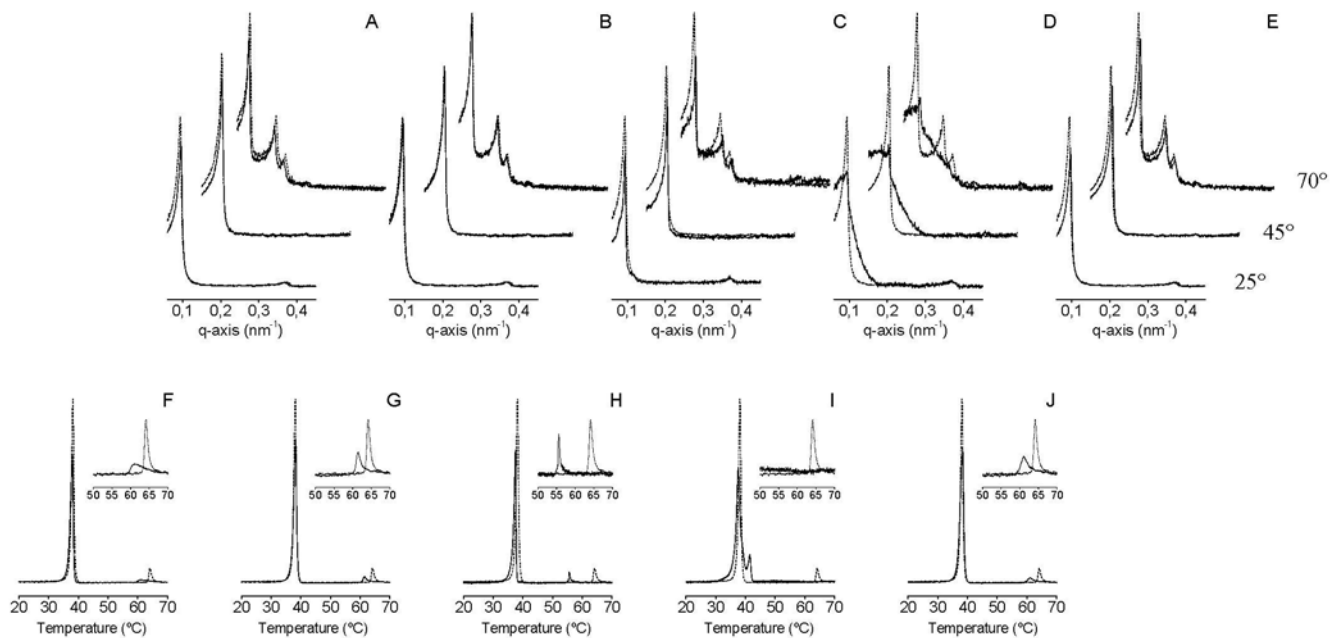 A B C D E
70°
45°
25°
0,1 0,2 0,3 0,4 0,1 0,2 0,3 0,4 0,1 0,2 0,3 0,4 0,1 0,2 0,3 0,4 0,1 0,2 0,3 0,4
q-axis (nm⁻¹) q-axis (nm⁻¹) q-axis (nm⁻¹) q-axis (nm⁻¹) q-axis (nm⁻¹)
F G H I J
50 55 60 65 70 50 55 60 65 70 50 55 60 65 70 50 55 60 65 70 50 55 60 65 70
20 30 40 50 60 70 20 30 40 50 60 70 20 30 40 50 60 70 20 30 40 50 60 70 20 30 40 50 60 70
Temperature (ºC) Temperature (ºC) Temperature (ºC) Temperature (ºC) Temperature (ºC)